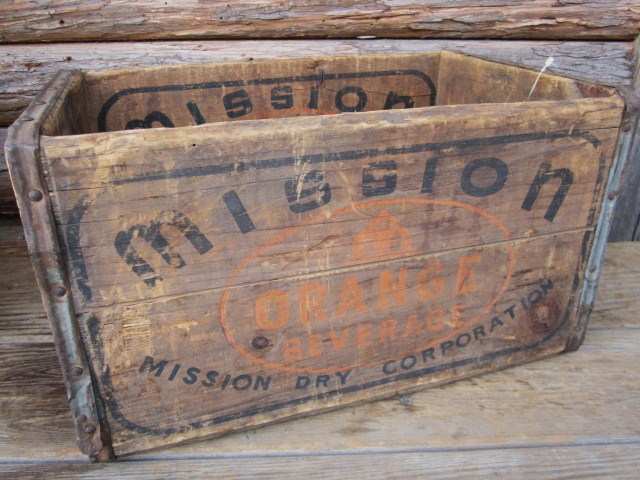 mission
mission
ORANGE
BEVERAGE
MISSION DRY CORPORATION